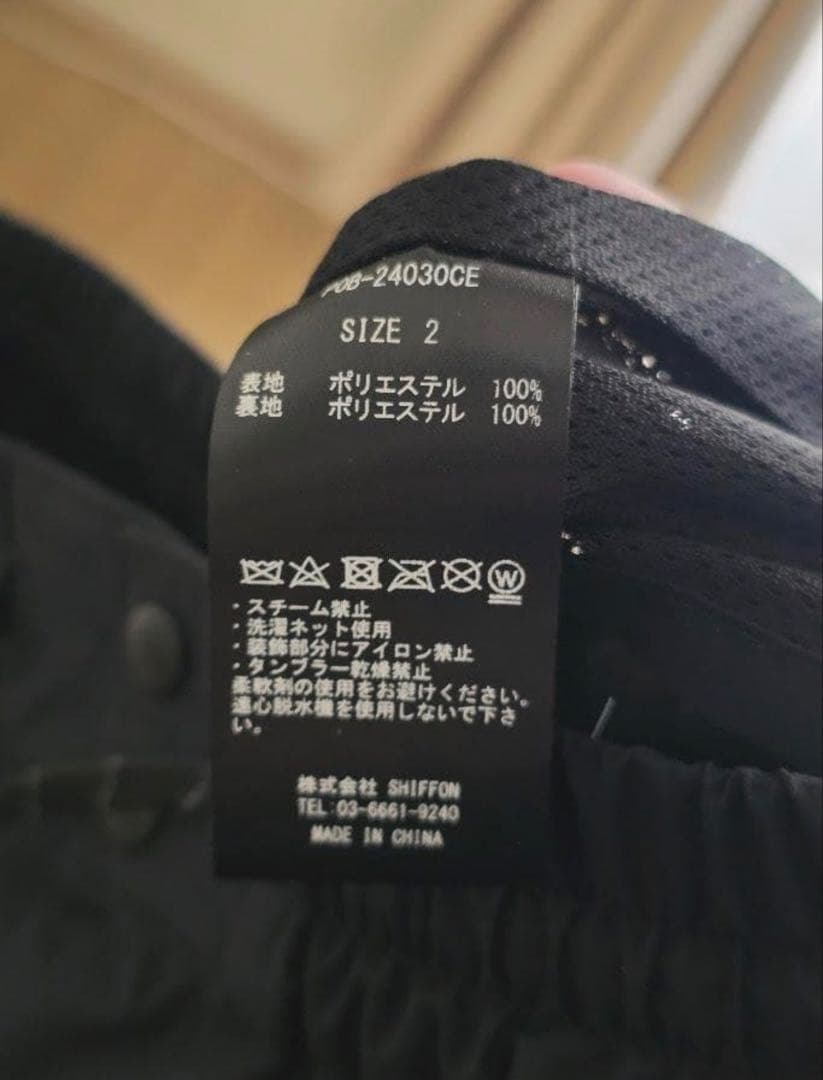 POB-24030CE
SIZE 2
表地 ポリエステル 100%
裏地 ポリエステル 100%
W
・スチーム禁止
・洗濯ネット使用
・装飾部分にアイロン禁止
・タンブラー乾燥禁止
柔軟剤の使用をお避けください。
遠心脱水機を使用しないで下さ
い。
株式会社 SHIFFON
TEL:03-6661-9240
MADE IN CHINA